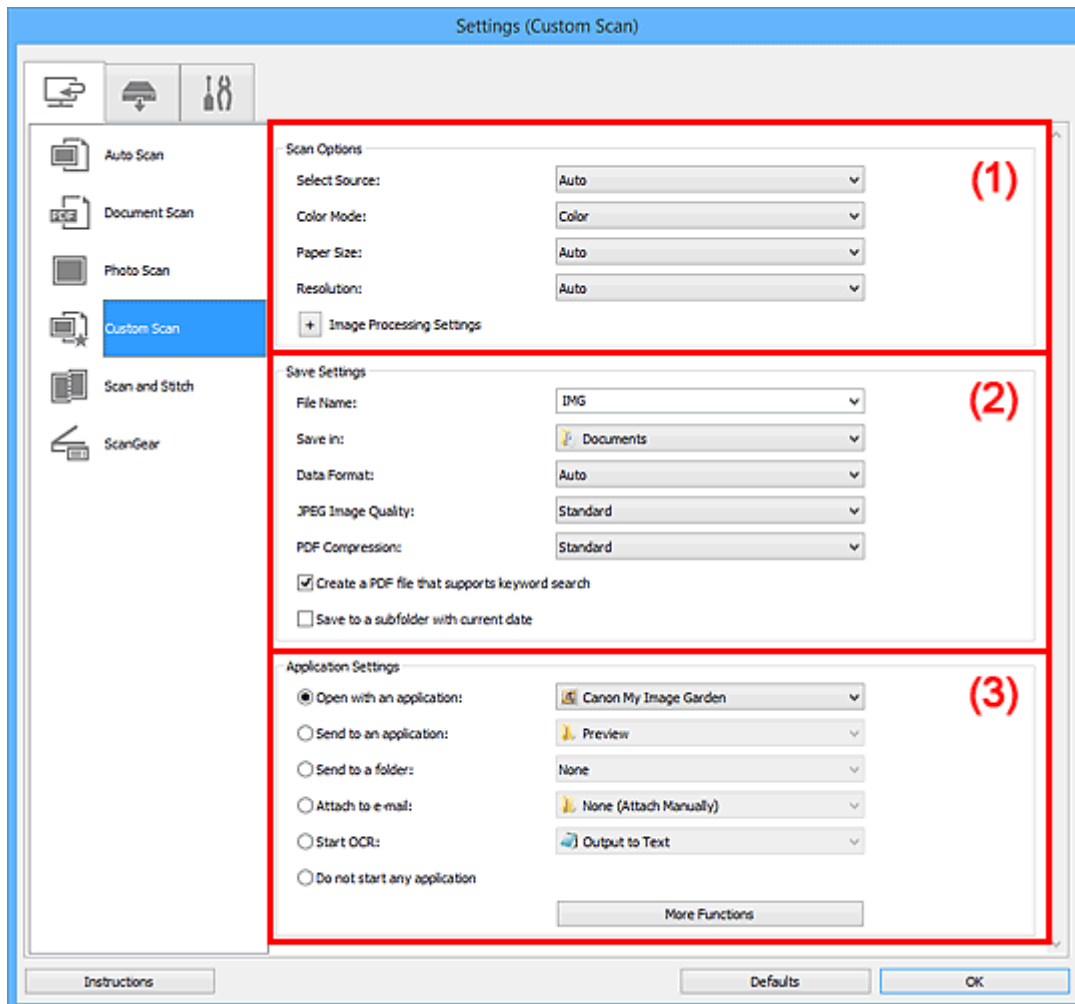 Settings (Custom Scan)
Auto Scan
Document Scan
Photo Scan
Custom Scan
Scan and Stitch
ScanGear
Scan Options
(1)
Select Source: Auto
Color Mode: Color
Paper Size: Auto
Resolution: Auto
+ Image Processing Settings
Save Settings
(2)
File Name: IMG
Save in: Documents
Data Format: Auto
JPEG Image Quality: Standard
PDF Compression: Standard
Create a PDF file that supports keyword search
Save to a subfolder with current date
Application Settings
(3)
Open with an application: Canon My Image Garden
Send to an application: Preview
Send to a folder: None
Attach to e-mail: None (Attach Manually)
Start OCR: Output to Text
Do not start any application
More Functions
Instructions Defaults OK